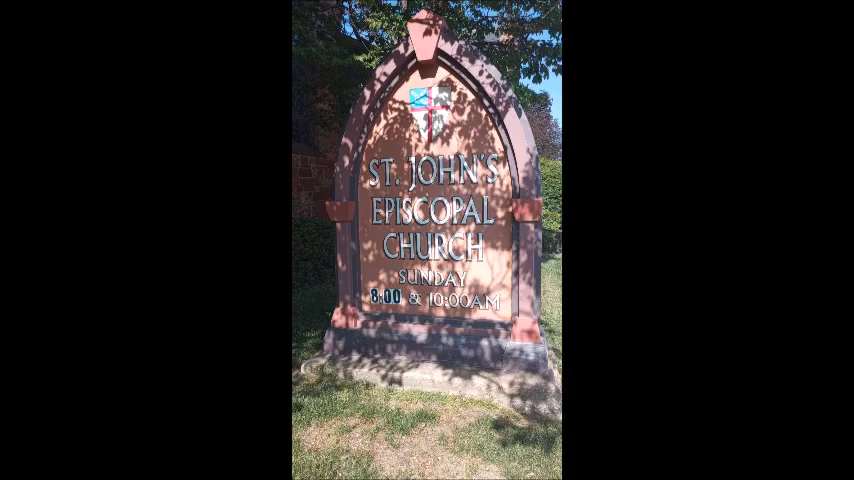 ST. JOHN'S
EPISCOPAL
CHURCH
SUNDAY
8:00 & 10:00AM